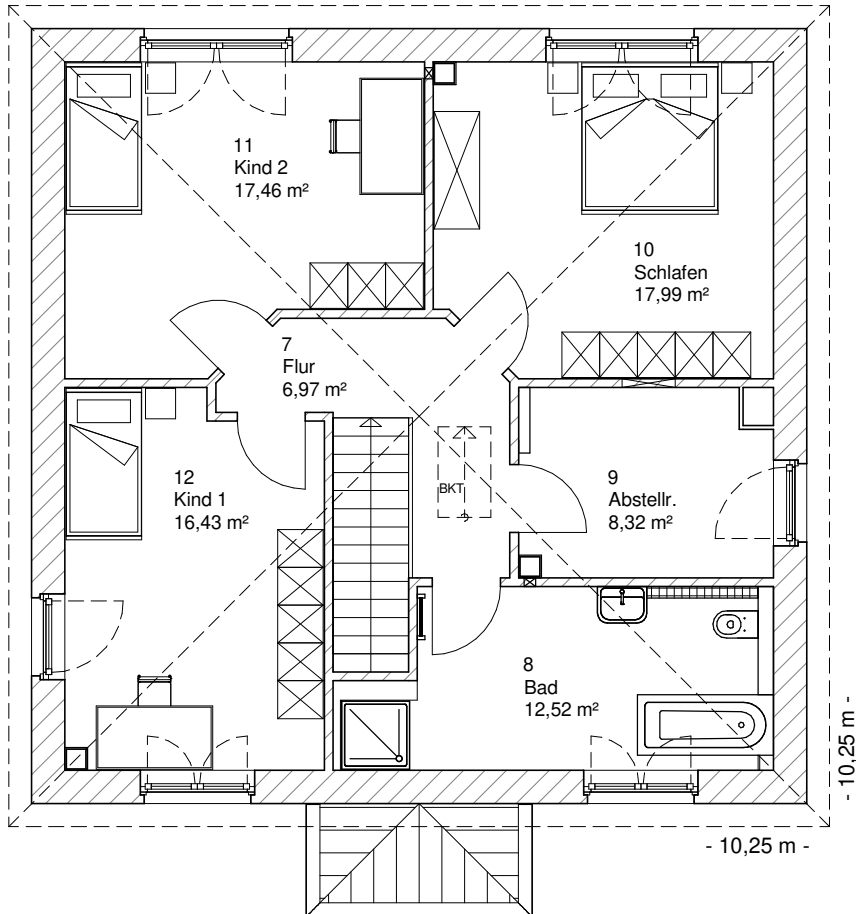 11
Kind 2
17,46 m²
10
Schlafen
17,99 m²
7
Flur
6,97 m²
12
Kind 1
16,43 m²
BKT
9
Abstellr.
8,32 m²
8
Bad
12,52 m²
- 10,25 m -
- 10,25 m -